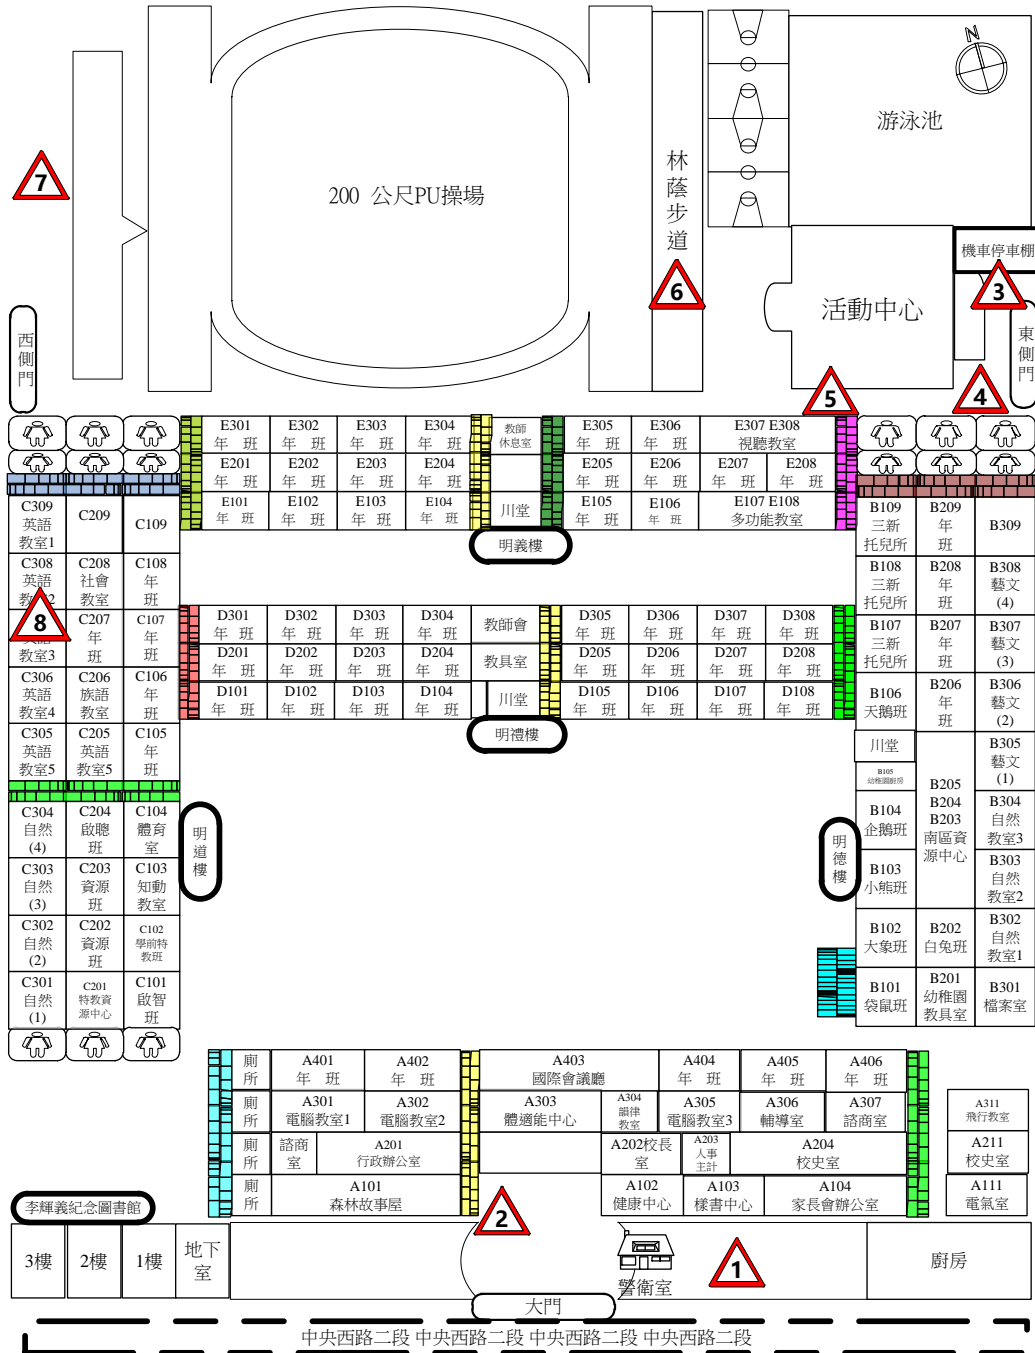 N
游泳池
7
200 公尺PU操場
林蔭步道
機車停車棚
6
3
活動中心
西側門
東側門
5
4
E301
年 班
E302
年 班
E303
年 班
E304
年 班
教師
休息室
E305
年 班
E306
年 班
E307 E308
視聽教室
E201
年 班
E202
年 班
E203
年 班
E204
年 班
E205
年 班
E206
年 班
E207
年 班
E208
年 班
E101
年 班
E102
年 班
E103
年 班
E104
年 班
川堂
E105
年 班
E106
年 班
E107 E108
多功能教室
明義樓
C309
英語
教室1
C209
C109
C308
英語
教室2
C208
社會
教室
C108
年
班
8
教室3
C207
年
班
C107
年
班
C306
英語
教室4
C206
族語
教室
C106
年
班
C305
英語
教室5
C205
英語
教室5
C105
年
班
C304
自然
(4)
C204
啟聰
班
C104
體育
室
C303
自然
(3)
C203
資源
班
C103
知動
教室
C302
自然
(2)
C202
資源
班
C102
學前特
教班
C301
自然
(1)
C201
特教資
源中心
C101
啟智
班
明道樓
D301
年 班
D302
年 班
D303
年 班
D304
年 班
教師會
D305
年 班
D306
年 班
D307
年 班
D308
年 班
D201
年 班
D202
年 班
D203
年 班
D204
年 班
教具室
D205
年 班
D206
年 班
D207
年 班
D208
年 班
D101
年 班
D102
年 班
D103
年 班
D104
年 班
川堂
D105
年 班
D106
年 班
D107
年 班
D108
年 班
明禮樓
B109
三新
托兒所
B209
年
班
B309
B108
三新
托兒所
B208
年
班
B308
藝文
(4)
B107
三新
托兒所
B207
年
班
B307
藝文
(3)
B106
天鵝班
B206
年
班
B306
藝文
(2)
川堂
B105
幼稚園廚房
B205
B204
B203
南區資
源中心
B305
藝文
(1)
B104
企鵝班
B304
自然
教室3
B103
小熊班
B303
自然
教室2
B102
大象班
B202
白兔班
B302
自然
教室1
B101
袋鼠班
B201
幼稚園
教具室
B301
檔案室
明德樓
廁所
A401
年 班
A402
年 班
A403
國際會議廳
A404
年 班
A405
年 班
A406
年 班
廁所
A301
電腦教室1
A302
電腦教室2
A303
體適能中心
A304
韻律
教室
A305
電腦教室3
A306
輔導室
A307
諮商室
A311
飛行教室
廁所
諮商
室
A201
行政辦公室
A202校長
室
A203
人事
主計
A204
校史室
A211
校史室
廁所
A101
森林故事屋
A102
健康中心
A103
樣書中心
A104
家長會辦公室
A111
電氣室
李輝義紀念圖書館
2
3樓
2樓
1樓
地下
室
警衛室
1
廚房
大門
中央西路二段 中央西路二段 中央西路二段 中央西路二段